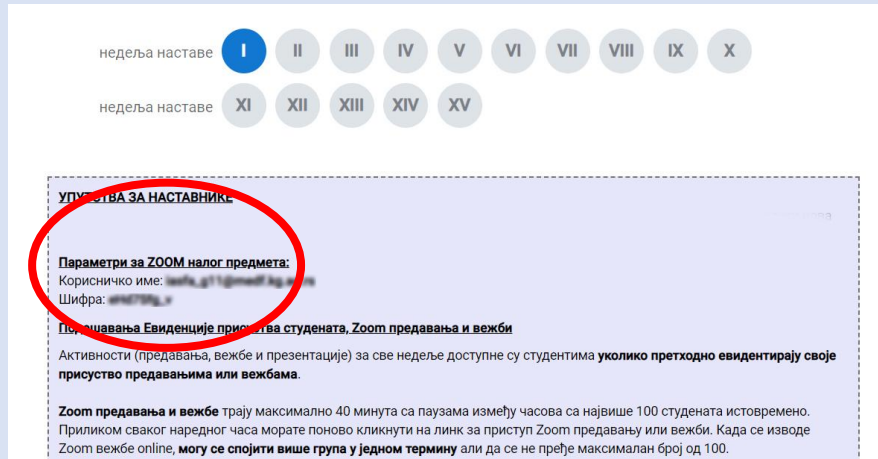 недеља наставе I II III IV V VI VII VIII IX X
недеља наставе XI XII XIII XIV XV
УПУТСТВА ЗА НАСТАВНИКЕ
Параметри за ZOOM налог предмета:
Корисничко име:
Шифра:
Подешавања Евиденције присуства студената, Zoom предавања и вежби
Активности (предавања, вежбе и презентације) за све недеље доступне су студентима уколико претходно евидентирају своје
присуство предавањима или вежбама.
Zoom предавања и вежбе трају максимално 40 минута са паузама између часова са највише 100 студената истовремено.
Приликом сваког наредног часа морате поново кликнути на линк за приступ Zoom предавању или вежби. Када се изводе
Zoom вежбе online, могу се спојити више група у једном термину али да се не пређе максималан број од 100.